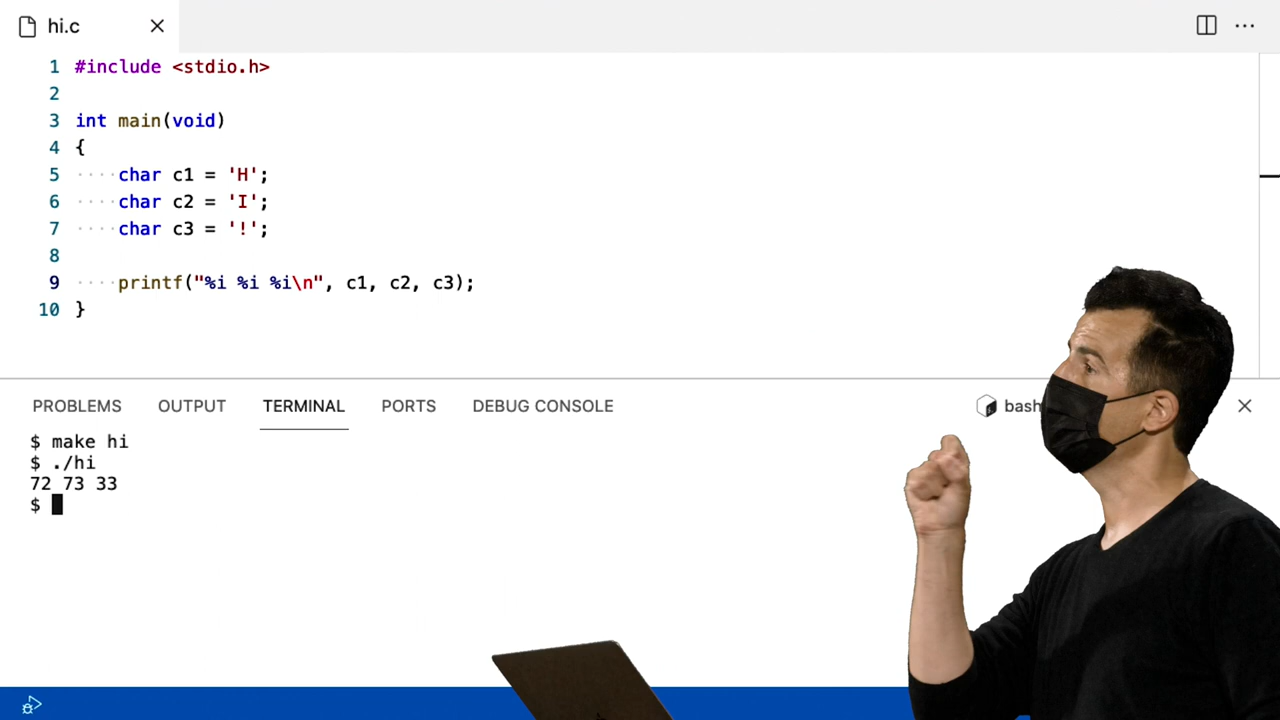 hi.c
1 #include <stdio.h>
2
3 int main(void)
4 {
5 ····char c1 = 'H';
6 ····char c2 = 'I';
7 ····char c3 = '!';
8
9 ····printf("%i %i %i\n", c1, c2, c3);
10 }
PROBLEMS OUTPUT TERMINAL PORTS DEBUG CONSOLE bash
$ make hi
$ ./hi
72 73 33
$